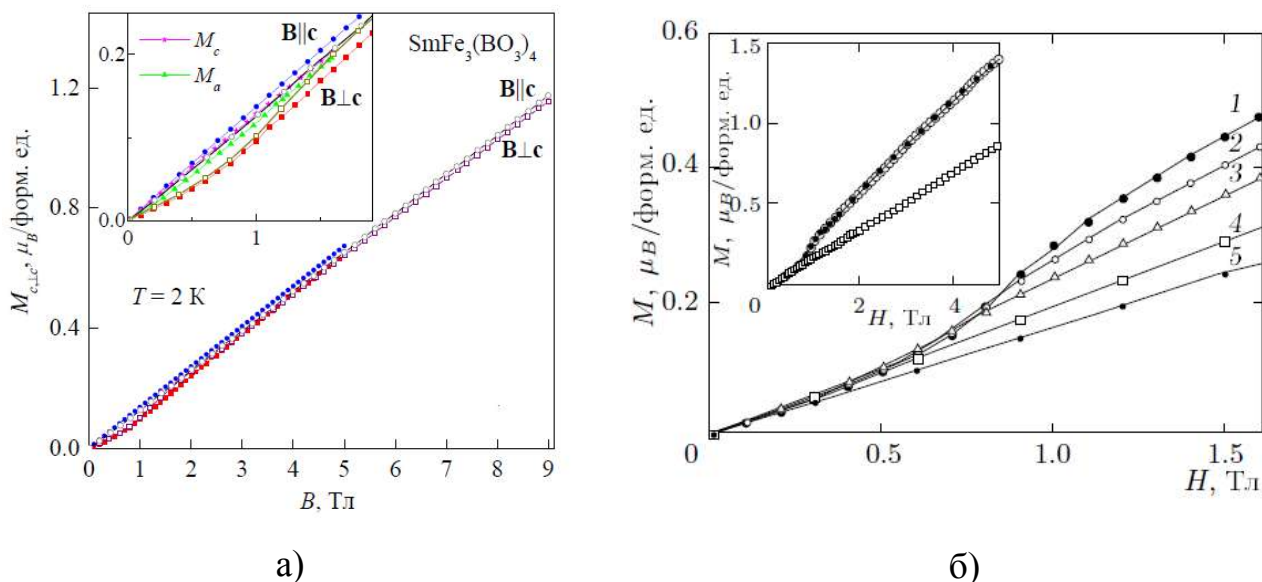 M_c
M_a
B||c
B⊥c
0.2
0.0
0
1
SmFe₃(BO₃)₄
B||c
B⊥c
T = 2 К
1.2
0.8
0.4
0.0
M_{c,⊥c}, μ_B/форм. ед.
0 1 2 3 4 5 6 7 8 9
B, Тл
а)
0.6
0.4
0.2
0
M, μ_B/форм. ед.
1.5
1.0
0.5
0
M, μ_B/форм. ед.
2
4
H, Тл
1
2
3
4
5
0.5
1.0
1.5
H, Тл
б)